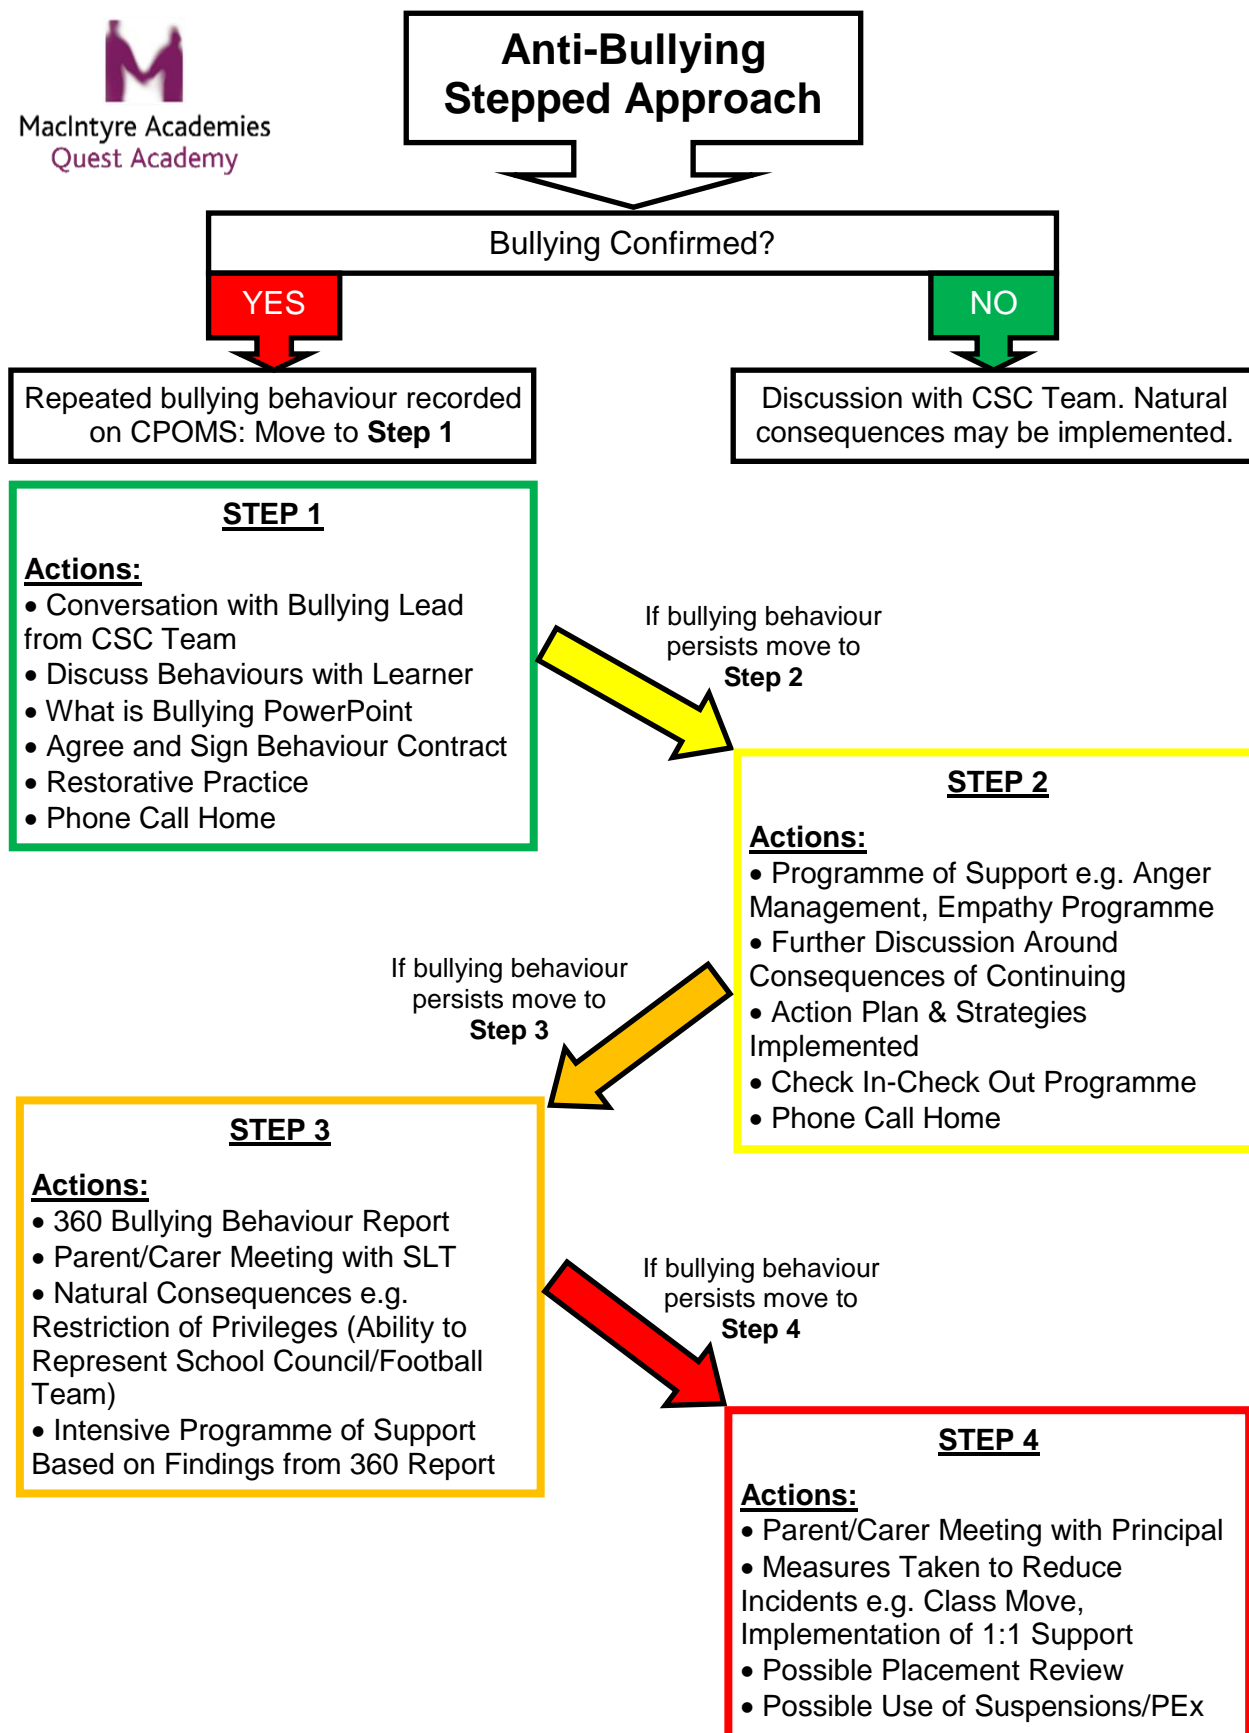 MacIntyre Academies
Quest Academy
Anti-Bullying
Stepped Approach
Bullying Confirmed?
YES
NO
Repeated bullying behaviour recorded
on CPOMS: Move to Step 1
Discussion with CSC Team. Natural
consequences may be implemented.
STEP 1
Actions:
• Conversation with Bullying Lead
from CSC Team
• Discuss Behaviours with Learner
• What is Bullying PowerPoint
• Agree and Sign Behaviour Contract
• Restorative Practice
• Phone Call Home
If bullying behaviour
persists move to
Step 2
STEP 2
Actions:
• Programme of Support e.g. Anger
Management, Empathy Programme
• Further Discussion Around
Consequences of Continuing
• Action Plan & Strategies
Implemented
• Check In-Check Out Programme
• Phone Call Home
If bullying behaviour
persists move to
Step 3
STEP 3
Actions:
• 360 Bullying Behaviour Report
• Parent/Carer Meeting with SLT
• Natural Consequences e.g.
Restriction of Privileges (Ability to
Represent School Council/Football
Team)
• Intensive Programme of Support
Based on Findings from 360 Report
If bullying behaviour
persists move to
Step 4
STEP 4
Actions:
• Parent/Carer Meeting with Principal
• Measures Taken to Reduce
Incidents e.g. Class Move,
Implementation of 1:1 Support
• Possible Placement Review
• Possible Use of Suspensions/PEx